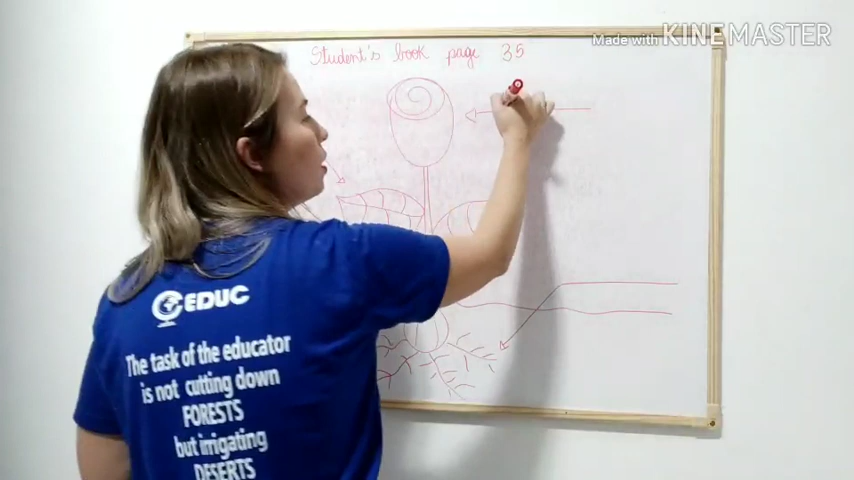 Student's book page 35
Made with KINEMASTER
EDUC
The task of the educator
is not cutting down
FORESTS
but irrigating
DESERTS